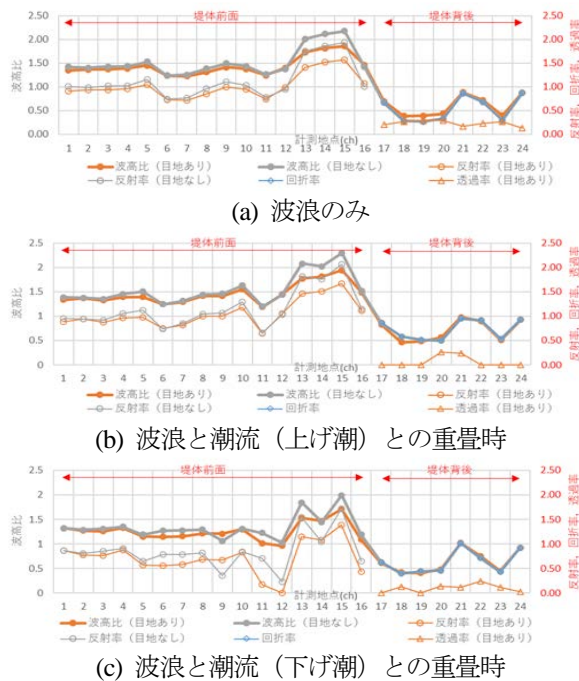 堤体前面 堤体背後
2.50 2.50
2.00 2.00
1.50 1.50
1.00 1.00
0.50 0.50
0.00 0.00
波高比
反射率, 回折率, 透過率
計測地点(ch)
1 2 3 4 5 6 7 8 9 10 11 12 13 14 15 16 17 18 19 20 21 22 23 24
波高比（目地あり） 波高比（目地なし） 反射率（目地あり）
反射率（目地なし） 回折率 透過率（目地あり）
(a) 波浪のみ
堤体前面 堤体背後
2.5 2.50
2 2.00
1.5 1.50
1 1.00
0.5 0.50
0 0.00
波高比
反射率, 回折率, 透過率
計測地点(ch)
1 2 3 4 5 6 7 8 9 10 11 12 13 14 15 16 17 18 19 20 21 22 23 24
波高比（目地あり） 波高比（目地なし） 反射率（目地あり）
反射率（目地なし） 回折率 透過率（目地あり）
(b) 波浪と潮流（上げ潮）との重畳時
堤体前面 堤体背後
2.5 2.50
2 2.00
1.5 1.50
1 1.00
0.5 0.50
0 0.00
波高比
反射率, 回折率, 透過率
計測地点(ch)
1 2 3 4 5 6 7 8 9 10 11 12 13 14 15 16 17 18 19 20 21 22 23 24
波高比（目地あり） 波高比（目地なし） 反射率（目地あり）
反射率（目地なし） 回折率 透過率（目地あり）
(c) 波浪と潮流（下げ潮）との重畳時